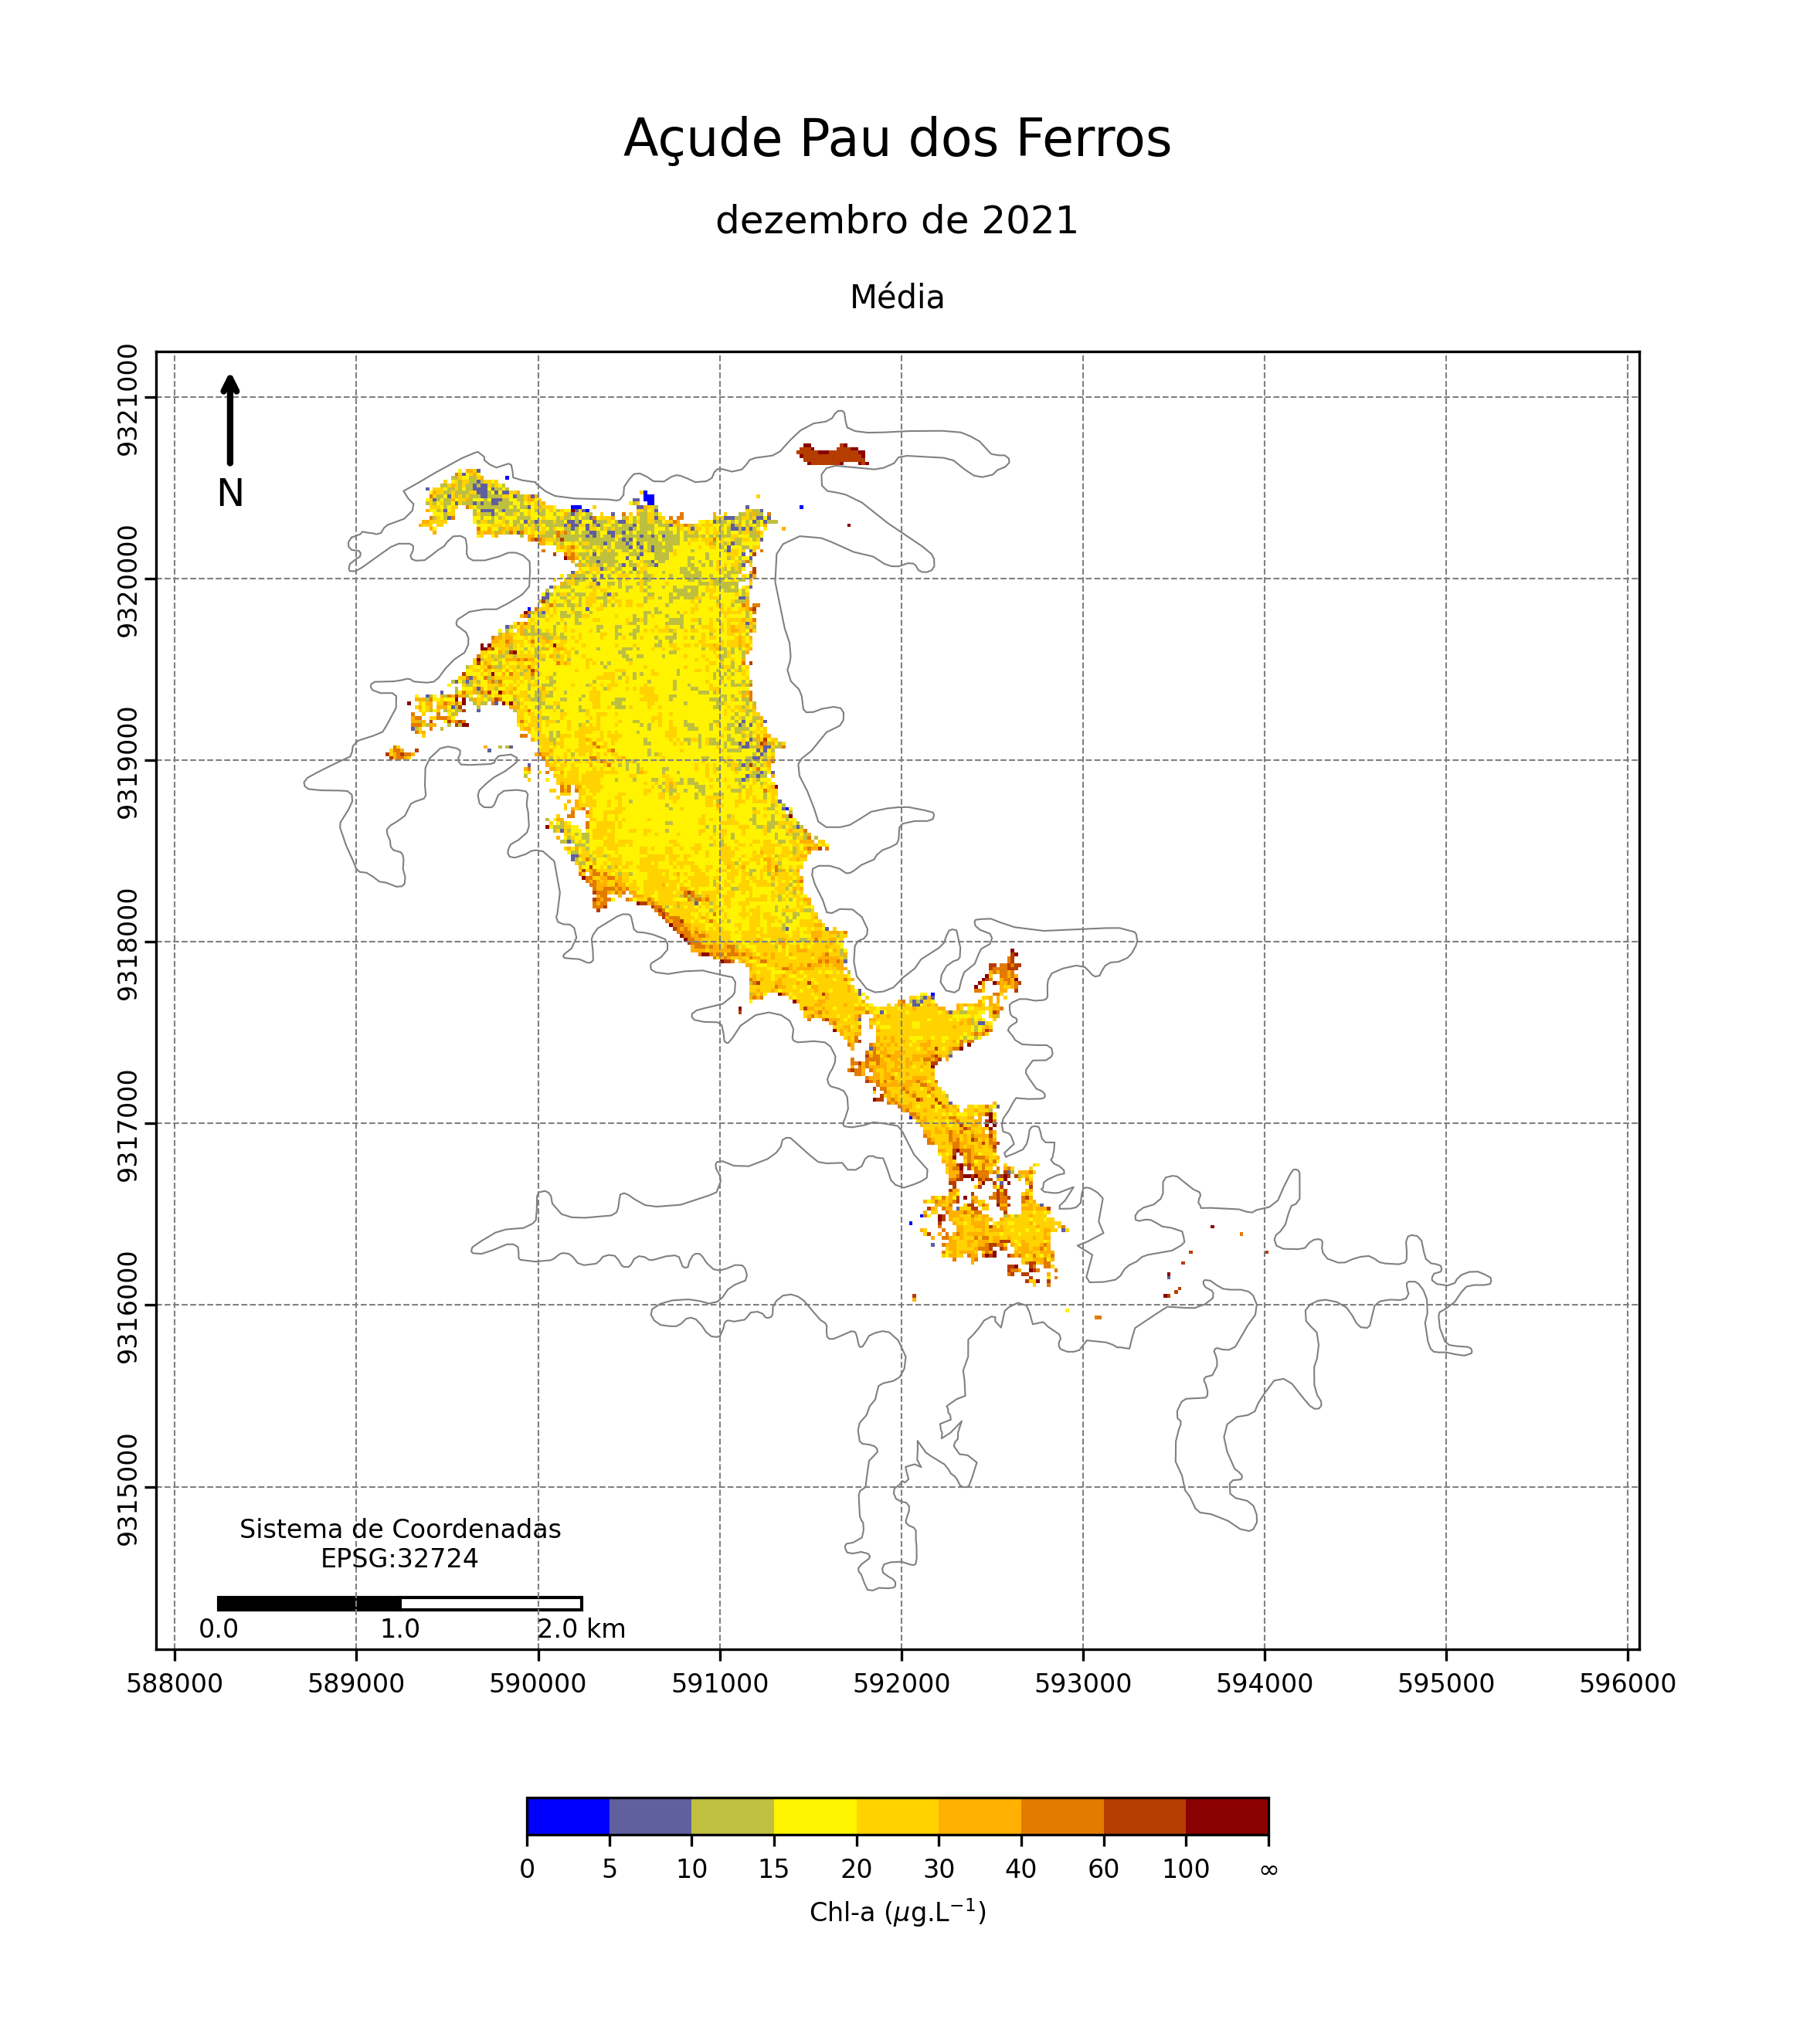 Açude Pau dos Ferros
dezembro de 2021
Média
9321000
9320000
9319000
9318000
9317000
9316000
9315000
N
Sistema de Coordenadas
EPSG:32724
0.0 1.0 2.0 km
588000 589000 590000 591000 592000 593000 594000 595000 596000
0 5 10 15 20 30 40 60 100 ∞
Chl-a (μg.L⁻¹)